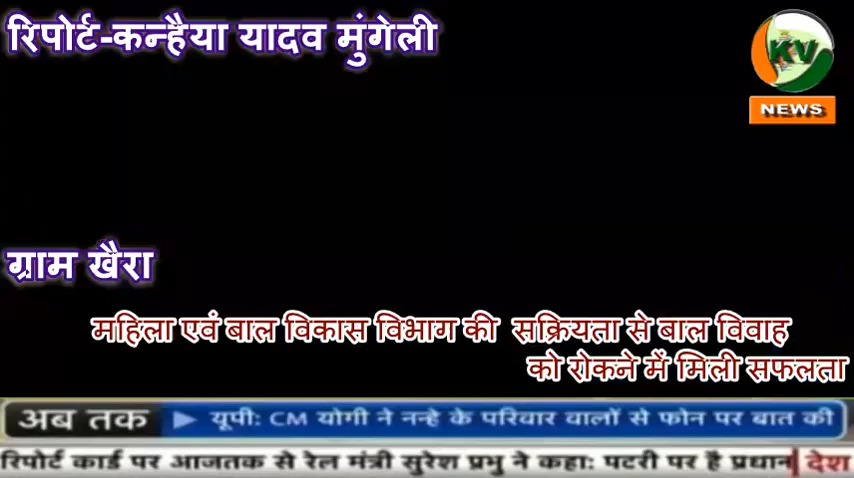 रिपोर्ट-कन्हैया यादव मुंगेली
KV
NEWS
ग्राम खैरा
महिला एवं बाल विकास विभाग की सक्रियता से बाल विवाह
को रोकने में मिली सफलता
अब तक ▶ यूपी: CM योगी ने नन्हे के परिवार वालों से फोन पर बात की
रिपोर्ट कार्ड पर आजतक से रेल मंत्री सुरेश प्रभु ने कहा: पटरी पर है प्रधान देश